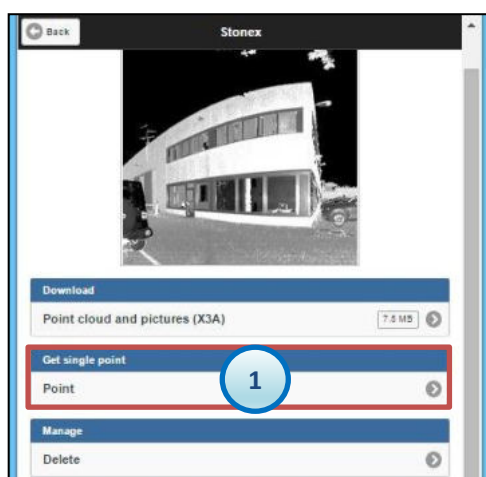 Back
Stonex
Download
Point cloud and pictures (X3A)
7.5 MB
Get single point
Point
1
Manage
Delete